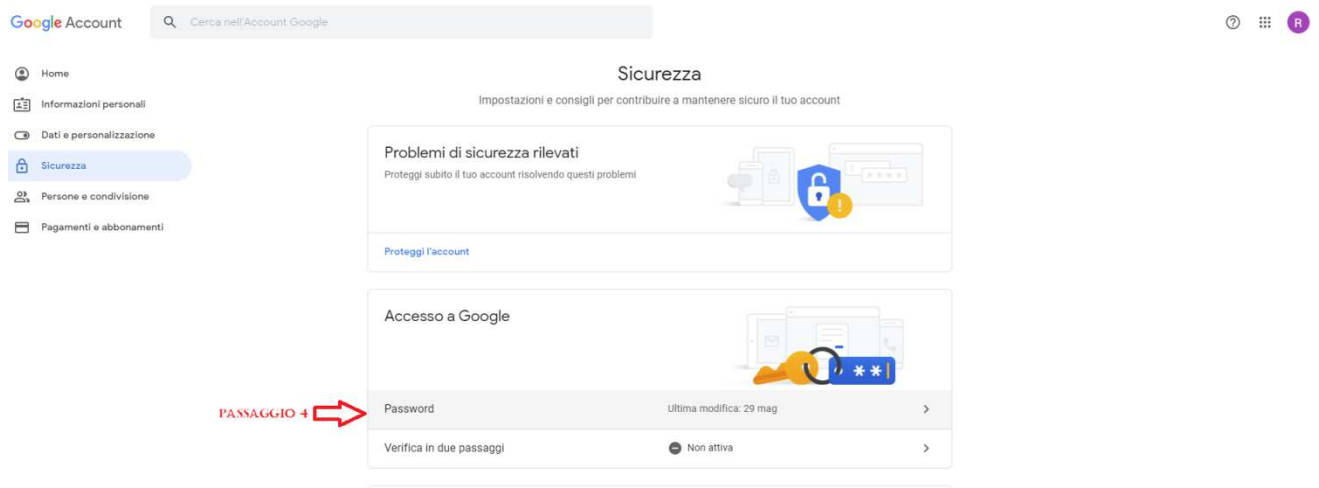 Google Account
Cerca nell'Account Google
R
Home
Informazioni personali
Dati e personalizzazione
Sicurezza
Persone e condivisione
Pagamenti e abbonamenti
Sicurezza
Impostazioni e consigli per contribuire a mantenere sicuro il tuo account
Problemi di sicurezza rilevati
Proteggi subito il tuo account risolvendo questi problemi
Proteggi l'account
Accesso a Google
PASSAGGIO 4
Password Ultima modifica: 29 mag
Verifica in due passaggi Non attiva